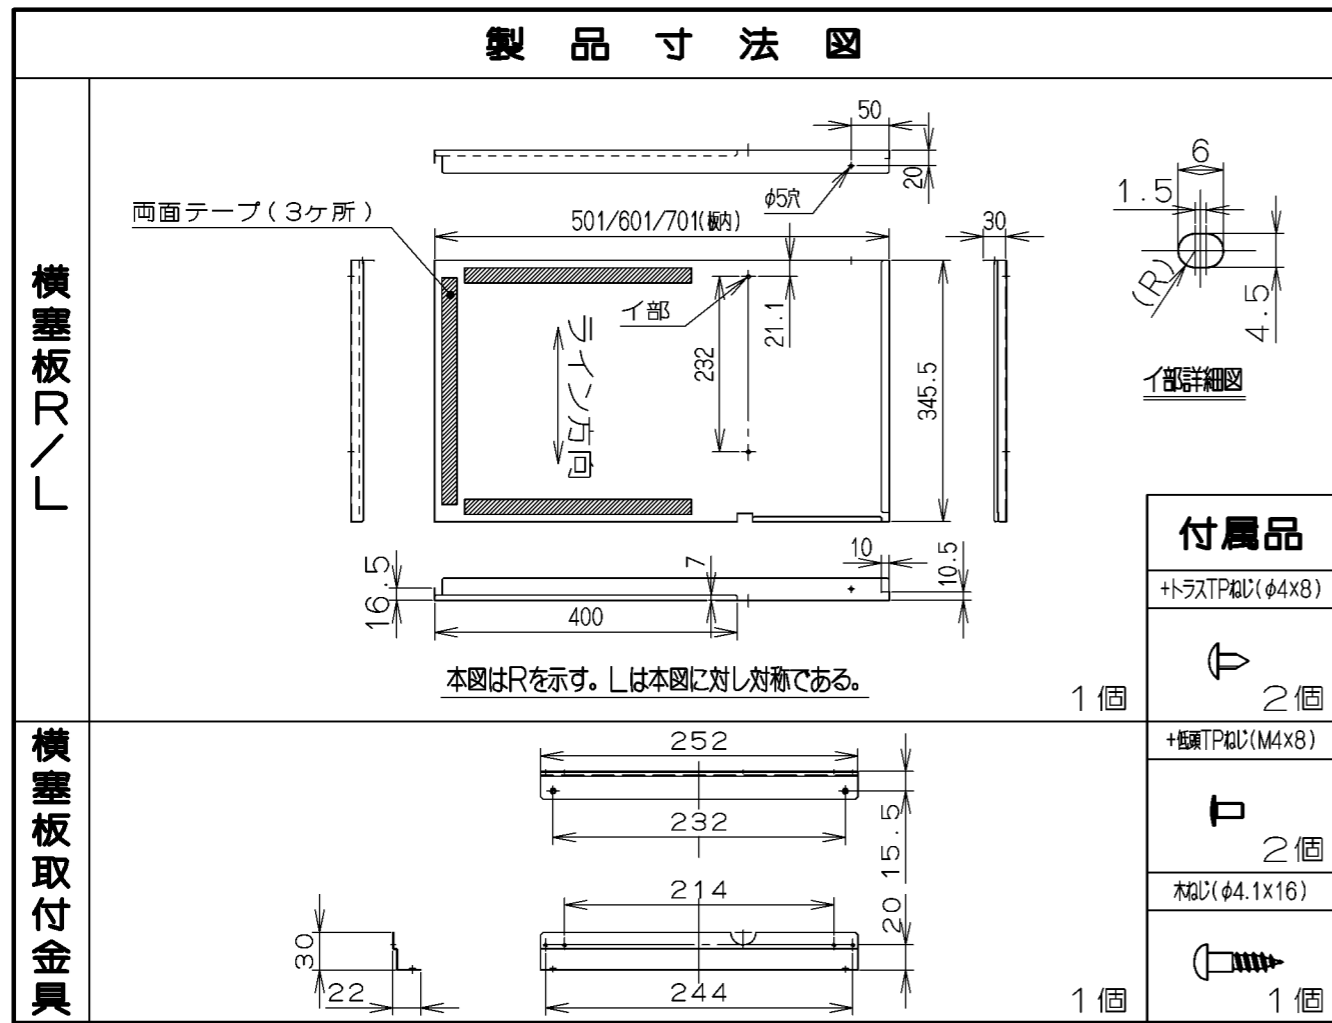 製品寸法図
横塞板R/L
50
20
φ5穴
両面テープ(3ケ所)
501/601/701(板内)
30
イ部
21.1
232
345.5
ライン方向
6
1.5
(R)
4.5
イ部詳細図
16.5
7
10
10.5
400
本図はRを示す。Lは本図に対し対称である。
1個
付属品
+トラスTPねじ(φ4×8)
2個
+低頭TPねじ(M4×8)
2個
木ねじ(φ4.1×16)
1個
横塞板取付金具
252
232
15.5
214
20
30
22
244
1個